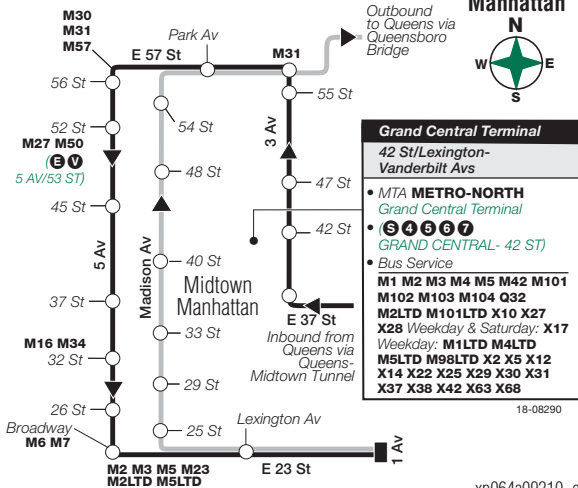 Manhattan
N
W
E
S
Outbound
to Queens via
Queensboro
Bridge
M30
M31
M57
Park Av
E 57 St
M31
56 St
55 St
54 St
52 St
M27 M50
(E V
5 AV/53 ST)
3 Av
48 St
47 St
45 St
42 St
5 Av
Madison Av
40 St
Midtown
Manhattan
37 St
E 37 St
Inbound from
Queens via
Queens-
Midtown Tunnel
33 St
M16 M34
32 St
29 St
26 St
25 St
Broadway
M6 M7
Lexington Av
1 Av
E 23 St
M2 M3 M5 M23
M2LTD M5LTD
Grand Central Terminal
42 St/Lexington-
Vanderbilt Avs
• MTA METRO-NORTH
Grand Central Terminal
• (S 4 5 6 7
GRAND CENTRAL- 42 ST)
• Bus Service
M1 M2 M3 M4 M5 M42 M101
M102 M103 M104 Q32
M2LTD M101LTD X10 X27
X28 Weekday & Saturday: X17
Weekday: M1LTD M4LTD
M5LTD M98LTD X2 X5 X12
X14 X22 X25 X29 X30 X31
X37 X38 X42 X63 X68
18-08290